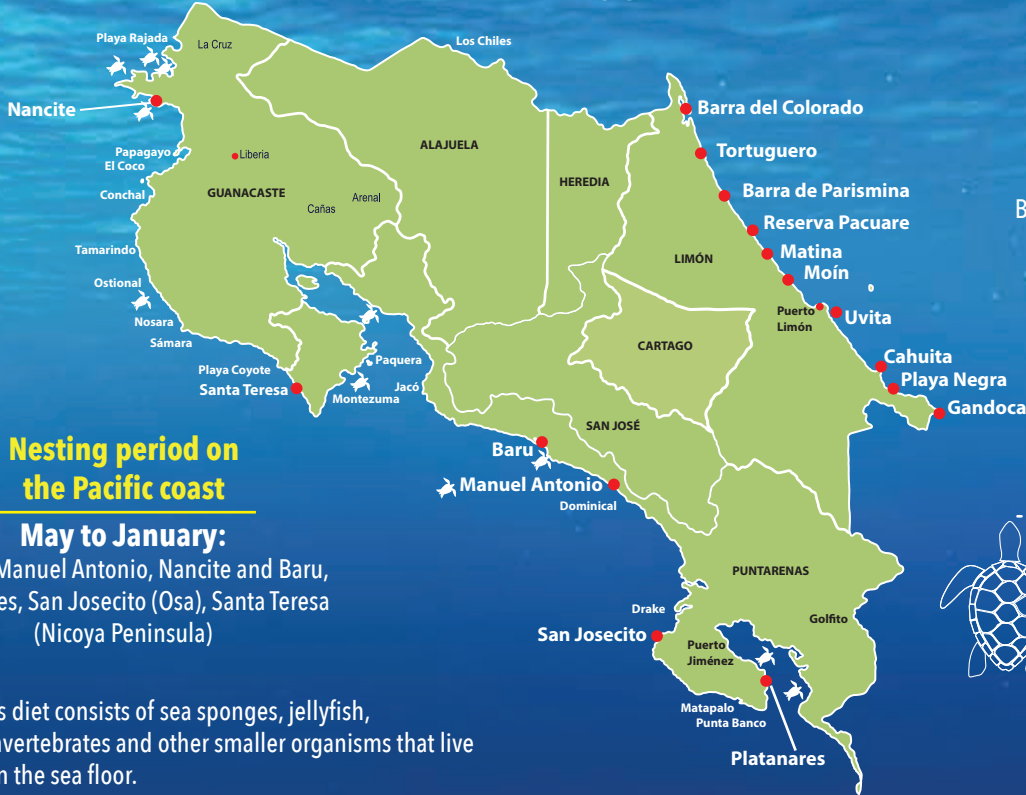 Playa Rajada
La Cruz
Los Chiles
Nancite
Barra del Colorado
Papagayo
El Coco
Liberia
ALAJUELA
Tortuguero
Conchal
GUANACASTE
Cañas
Arenal
HEREDIA
Barra de Parismina
B
Reserva Pacuare
Tamarindo
LIMÓN
Matina
Moín
Ostional
Nosara
Sámara
Puerto
Limón
Uvita
CARTAGO
Cahuita
Playa Coyote
Santa Teresa
Paquera
Montezuma
Jacó
Playa Negra
Gandoca
SAN JOSÉ
Baru
Manuel Antonio
Dominical
Nesting period on
the Pacific coast
May to January:
Manuel Antonio, Nancite and Baru,
es, San Josecito (Osa), Santa Teresa
(Nicoya Peninsula)
PUNTARENAS
Drake
San Josecito
Golfito
Puerto
Jiménez
Matapalo
Punta Banco
Platanares
s diet consists of sea sponges, jellyfish,
nvertebrates and other smaller organisms that live
n the sea floor.